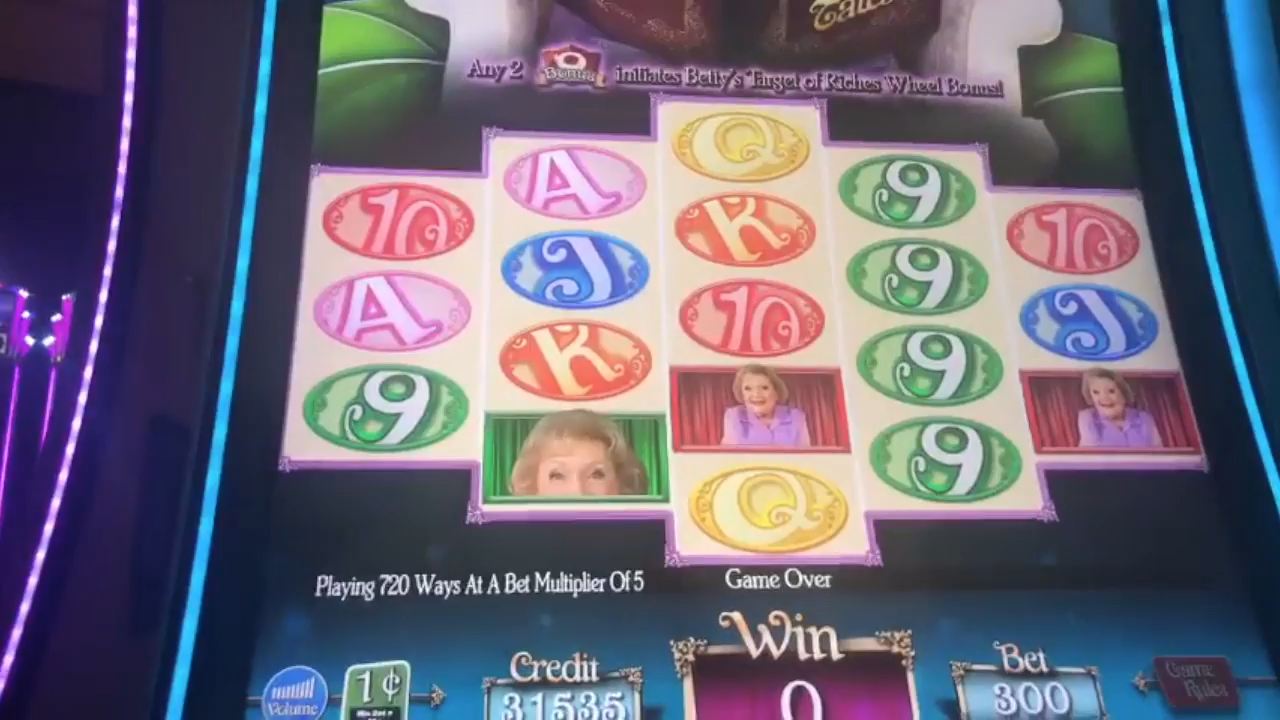 Tales
Any 2 Bonus initiates Betty's Target of Riches Wheel Bonus!
Q
A 9
10 K 10
J 9
A 10 J
K 9
9
9
Q
Playing 720 Ways At A Bet Multiplier Of 5 Game Over
Win
Credit Bet
Volume 1¢ 31535 0 300 Game Rules